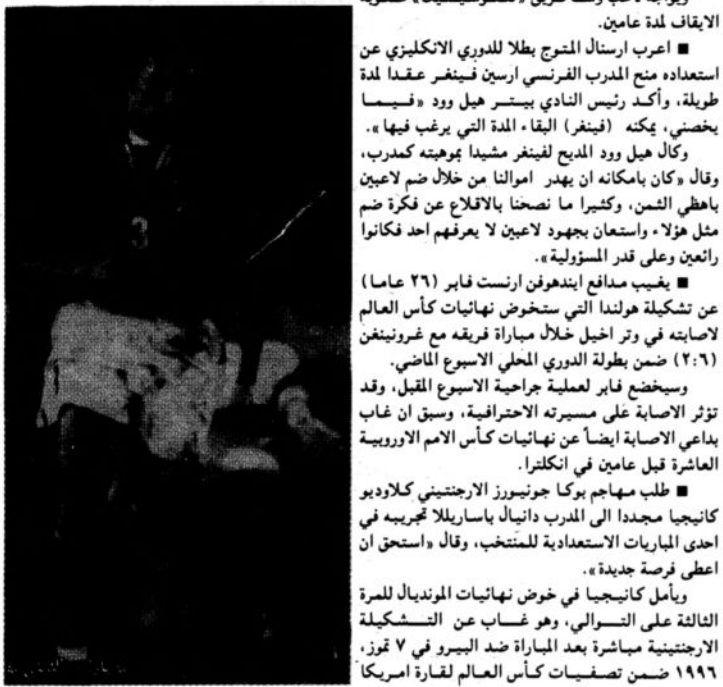 الايقاف لمدة عامين.
■ اعرب ارسنال المتوج بطلا للدوري الانكليزي عن
استعداده منح المدرب الفرنسي ارسين فينغر عقدا لمدة
طويلة، وأكد رئيس النادي بيتر هيل وود «فيما
يخصني، يمكنه (فينغر) البقاء المدة التي يرغب فيها».
وكال هيل وود المديح لفينغر مشيدا بموهبته كمدرب،
وقال «كان بامكانه ان يهدر اموالنا من خلال ضم لاعبين
باهظي الثمن، وكثيرا ما نصحنا بالاقلاع عن فكرة ضم
مثل هؤلاء واستعان بجهود لاعبين لا يعرفهم احد فكانوا
رائعين وعلى قدر المسؤولية».
■ يغيب مدافع ايندهوفن ارنست فابر (٢٦ عاما)
عن تشكيلة هولندا التي ستخوض نهائيات كأس العالم
لاصابته في وتر اخيل خلال مباراة فريقه مع غرونينغن
(٢:٦) ضمن بطولة الدوري المحلي الاسبوع الماضي.
وسيخضع فابر لعملية جراحية الاسبوع المقبل، وقد
تؤثر الاصابة على مسيرته الاحترافية، وسبق ان غاب
بداعي الاصابة ايضاً عن نهائيات كأس الامم الاوروبية
العاشرة قبل عامين في انكلترا.
■ طلب مهاجم بوكا جونيورز الارجنتيني كلاوديو
كانيجيا مجددا الى المدرب دانيال باساريللا تجريبه في
احدى المباريات الاستعدادية للمنتخب، وقال «استحق ان
اعطى فرصة جديدة».
ويأمل كانيجيا في خوض نهائيات المونديال للمرة
الثالثة على التوالي، وهو غاب عن التشكيلة
الارجنتينية مباشرة بعد المباراة ضد البيرو في ٧ تموز،
١٩٩٦ ضمن تصفيات كأس العالم لقارة امريكا
3